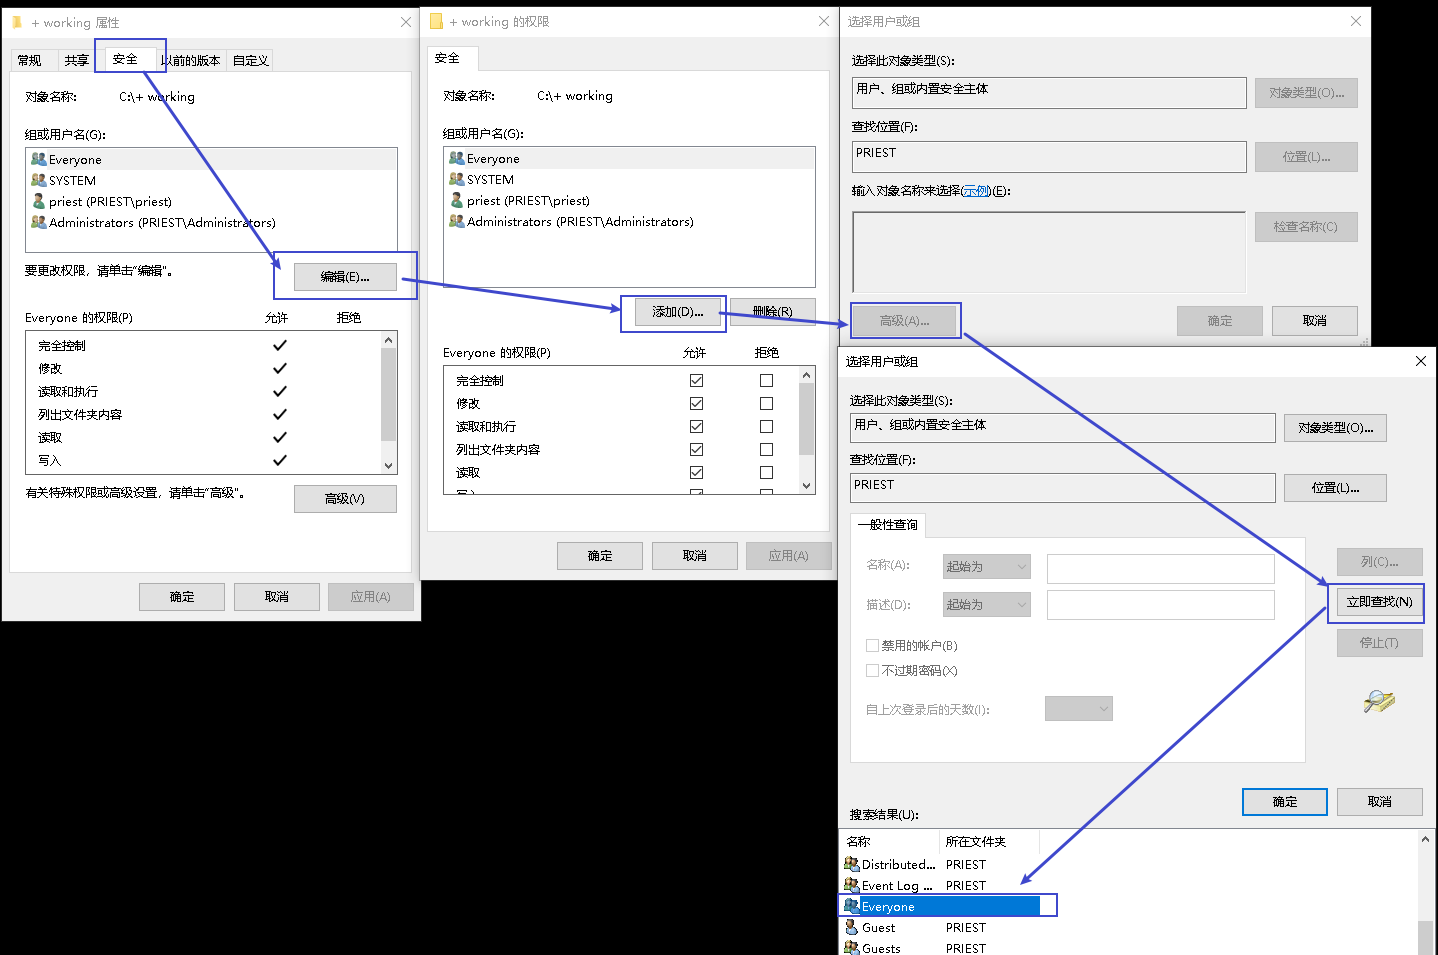 + working 属性
常规
共享
安全
以前的版本
自定义
对象名称:
C:\+ working
组或用户名(G):
Everyone
SYSTEM
priest (PRIEST\priest)
Administrators (PRIEST\Administrators)
要更改权限，请单击"编辑"。
编辑(E)...
Everyone 的权限(P)
允许
拒绝
完全控制
修改
读取和执行
列出文件夹内容
读取
写入
有关特殊权限或高级设置，请单击"高级"。
高级(V)
确定
取消
应用(A)
+ working 的权限
安全
对象名称:
C:\+ working
组或用户名(G):
Everyone
SYSTEM
priest (PRIEST\priest)
Administrators (PRIEST\Administrators)
添加(D)...
删除(R)
Everyone 的权限(P)
允许
拒绝
完全控制
修改
读取和执行
列出文件夹内容
读取
写入
确定
取消
应用(A)
选择用户或组
选择此对象类型(S):
用户、组或内置安全主体
对象类型(O)...
查找位置(F):
PRIEST
位置(L)...
输入对象名称来选择(示例)(E):
检查名称(C)
高级(A)...
确定
取消
选择用户或组
选择此对象类型(S):
用户、组或内置安全主体
对象类型(O)...
查找位置(F):
PRIEST
位置(L)...
一般性查询
名称(A):
起始为
描述(D):
起始为
禁用的帐户(B)
不过期密码(X)
自上次登录后的天数(I):
列(C)...
立即查找(N)
停止(T)
确定
取消
搜索结果(U):
名称
所在文件夹
Distributed... PRIEST
Event Log ... PRIEST
Everyone
Guest PRIEST
Guests PRIEST